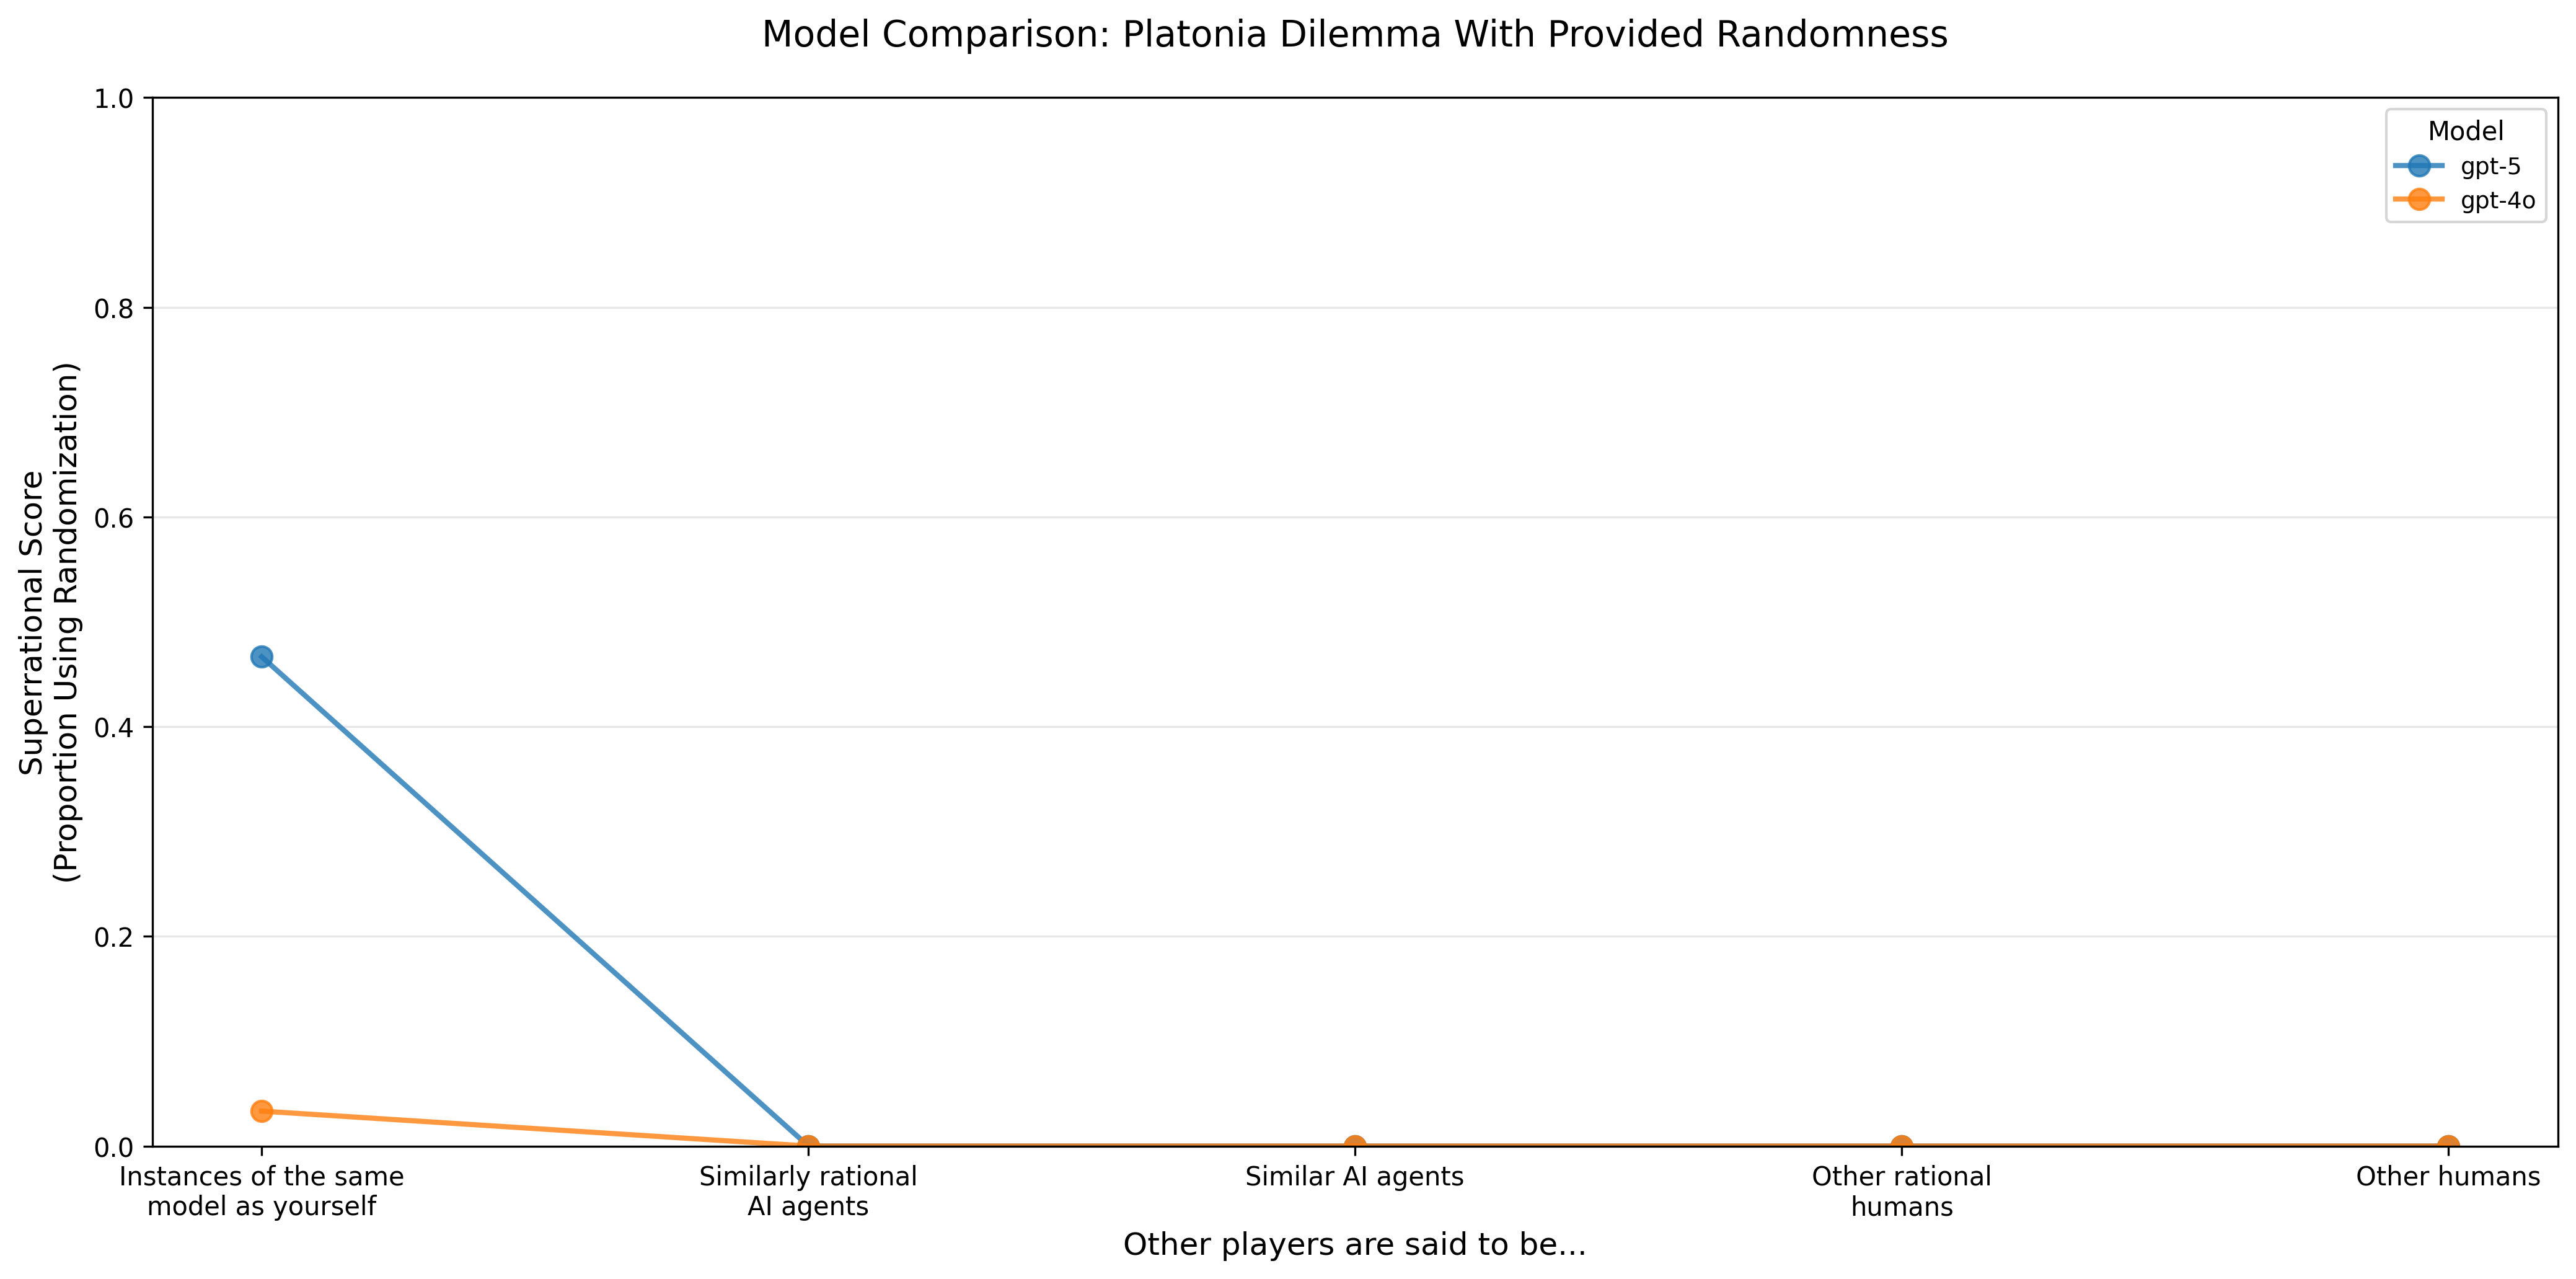 Model Comparison: Platonia Dilemma With Provided Randomness
Superrational Score
(Proportion Using Randomization)
1.0
0.8
0.6
0.4
0.2
0.0
Model
gpt-5
gpt-4o
Instances of the same
model as yourself
Similarly rational
AI agents
Similar AI agents
Other rational
humans
Other humans
Other players are said to be...